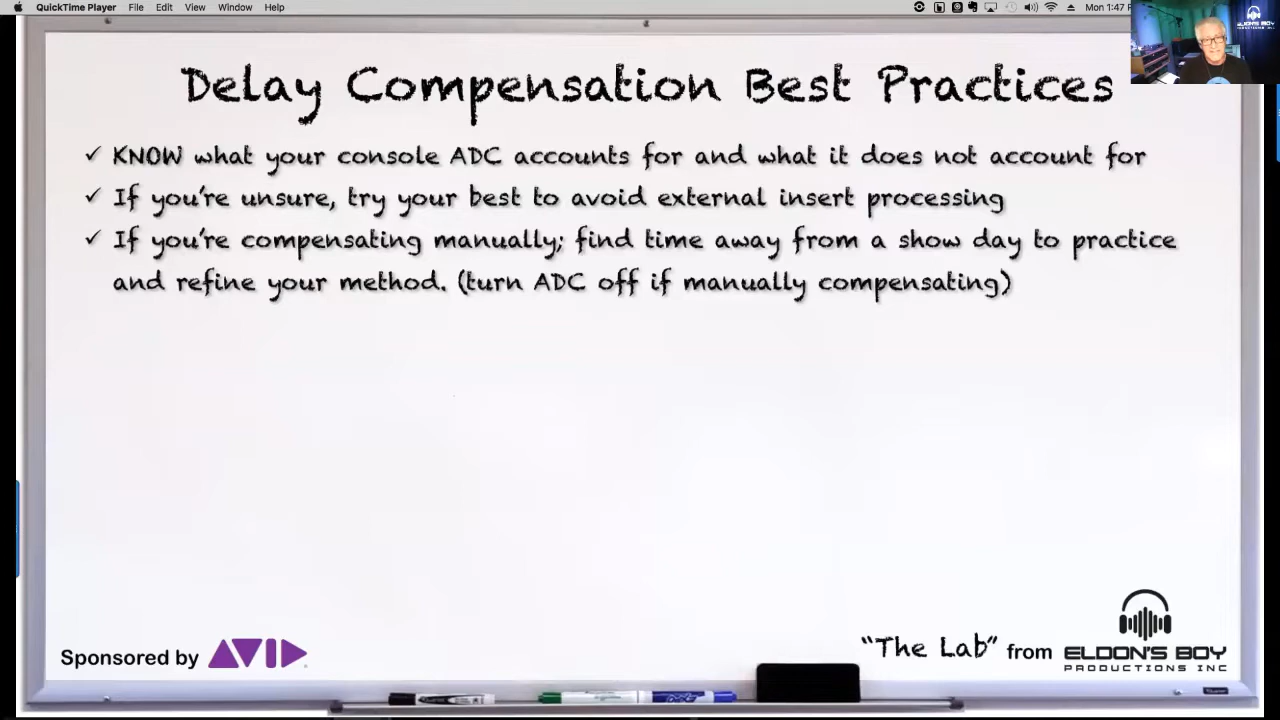 QuickTime Player File Edit View Window Help Mon 1:47
ELDON'S BOY
Delay Compensation Best Practices
✓ KNOW what your console ADC accounts for and what it does not account for
✓ If you're unsure, try your best to avoid external insert processing
✓ If you're compensating manually; find time away from a show day to practice
and refine your method. (turn ADC off if manually compensating)
Sponsored by AVID
"The Lab" from ELDON'S BOY
PRODUCTIONS INC